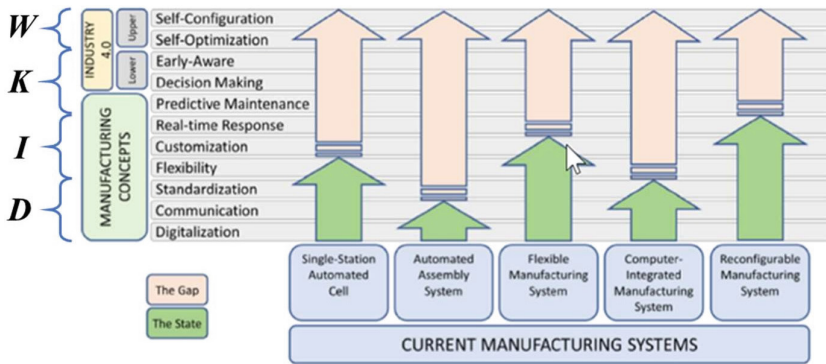 W
K
I
D
INDUSTRY
4.0
Upper
Lower
MANUFACTURING
CONCEPTS
Self-Configuration
Self-Optimization
Early-Aware
Decision Making
Predictive Maintenance
Real-time Response
Customization
Flexibility
Standardization
Communication
Digitalization
Single-Station
Automated
Cell
Automated
Assembly
System
Flexible
Manufacturing
System
Computer-
Integrated
Manufacturing
System
Reconfigurable
Manufacturing
System
The Gap
The State
CURRENT MANUFACTURING SYSTEMS